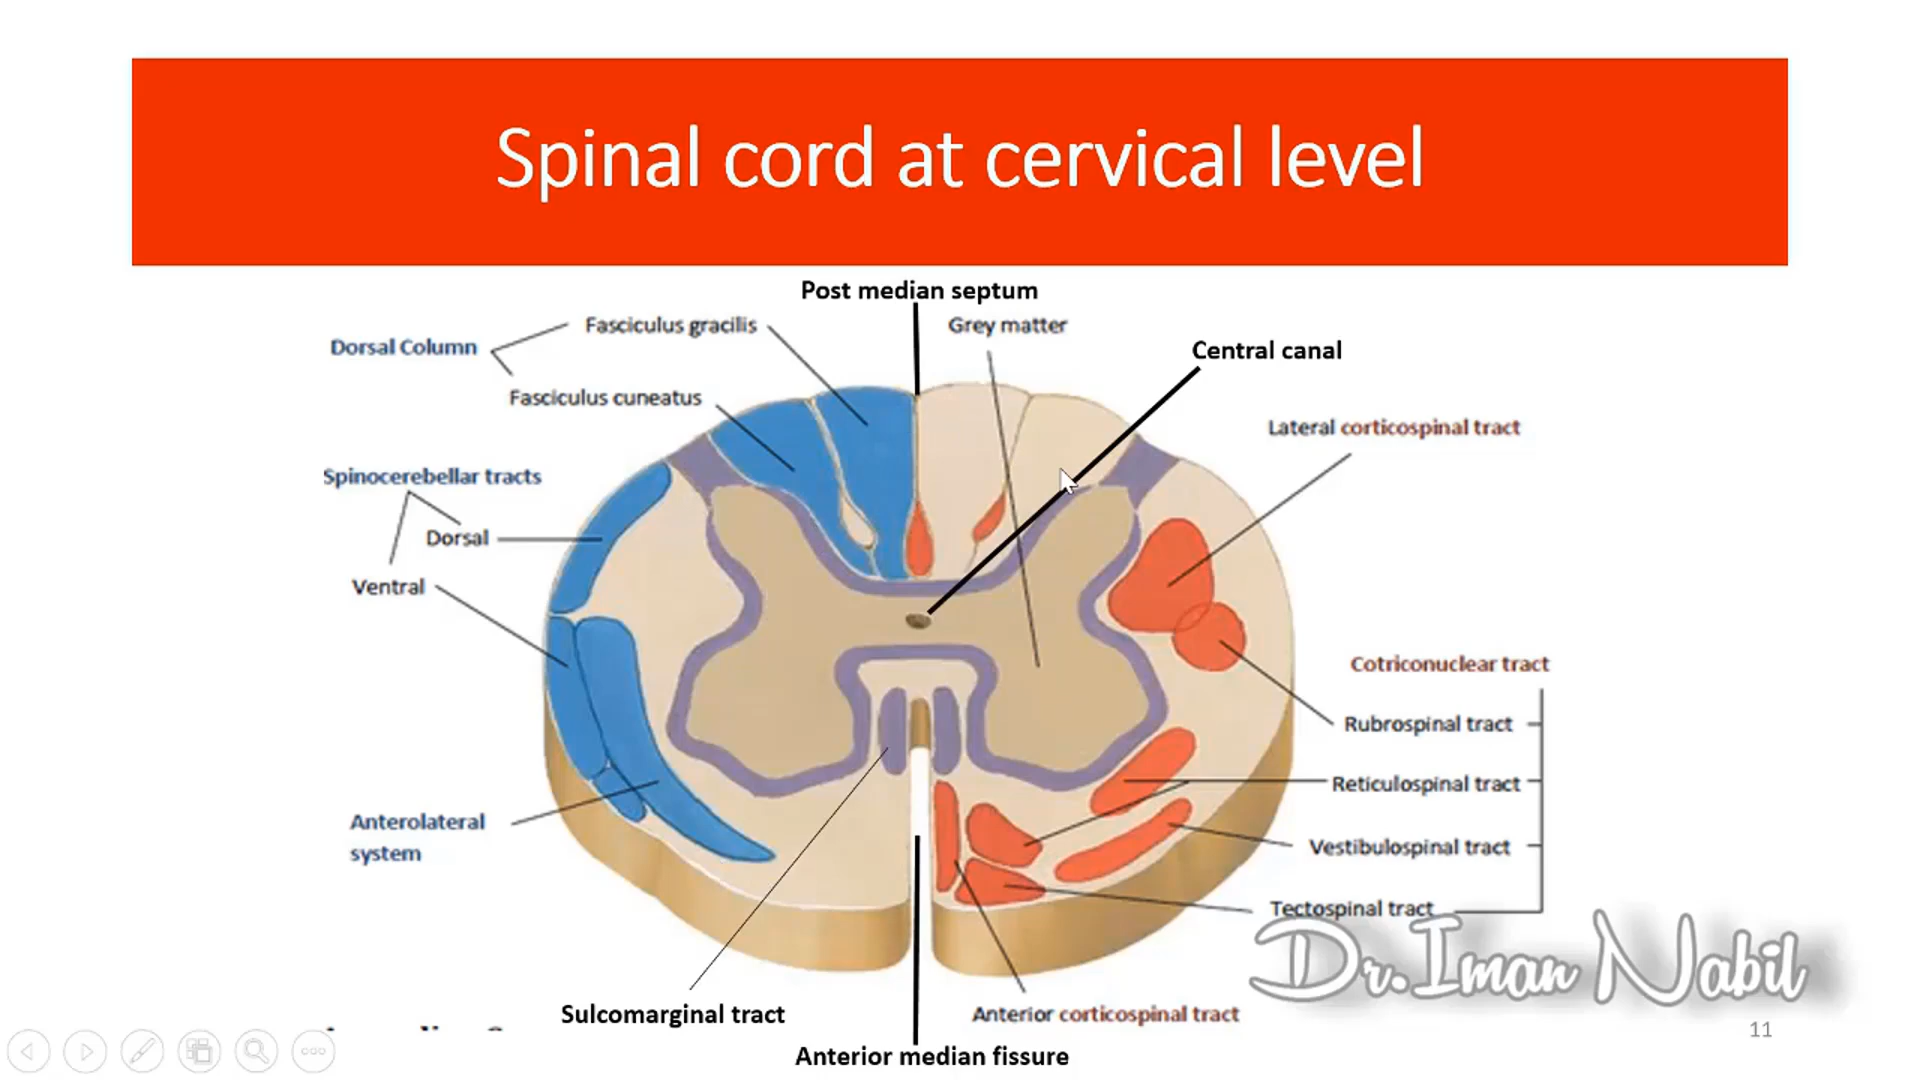 Spinal cord at cervical level
Post median septum
Fasciculus gracilis
Grey matter
Dorsal Column
Central canal
Fasciculus cuneatus
Lateral corticospinal tract
Spinocerebellar tracts
Dorsal
Ventral
Cotriconuclear tract
Rubrospinal tract
Reticulospinal tract
Anterolateral
system
Vestibulospinal tract
Tectospinal tract
Dr.Iman Nabil
Sulcomarginal tract
Anterior corticospinal tract
11
Anterior median fissure